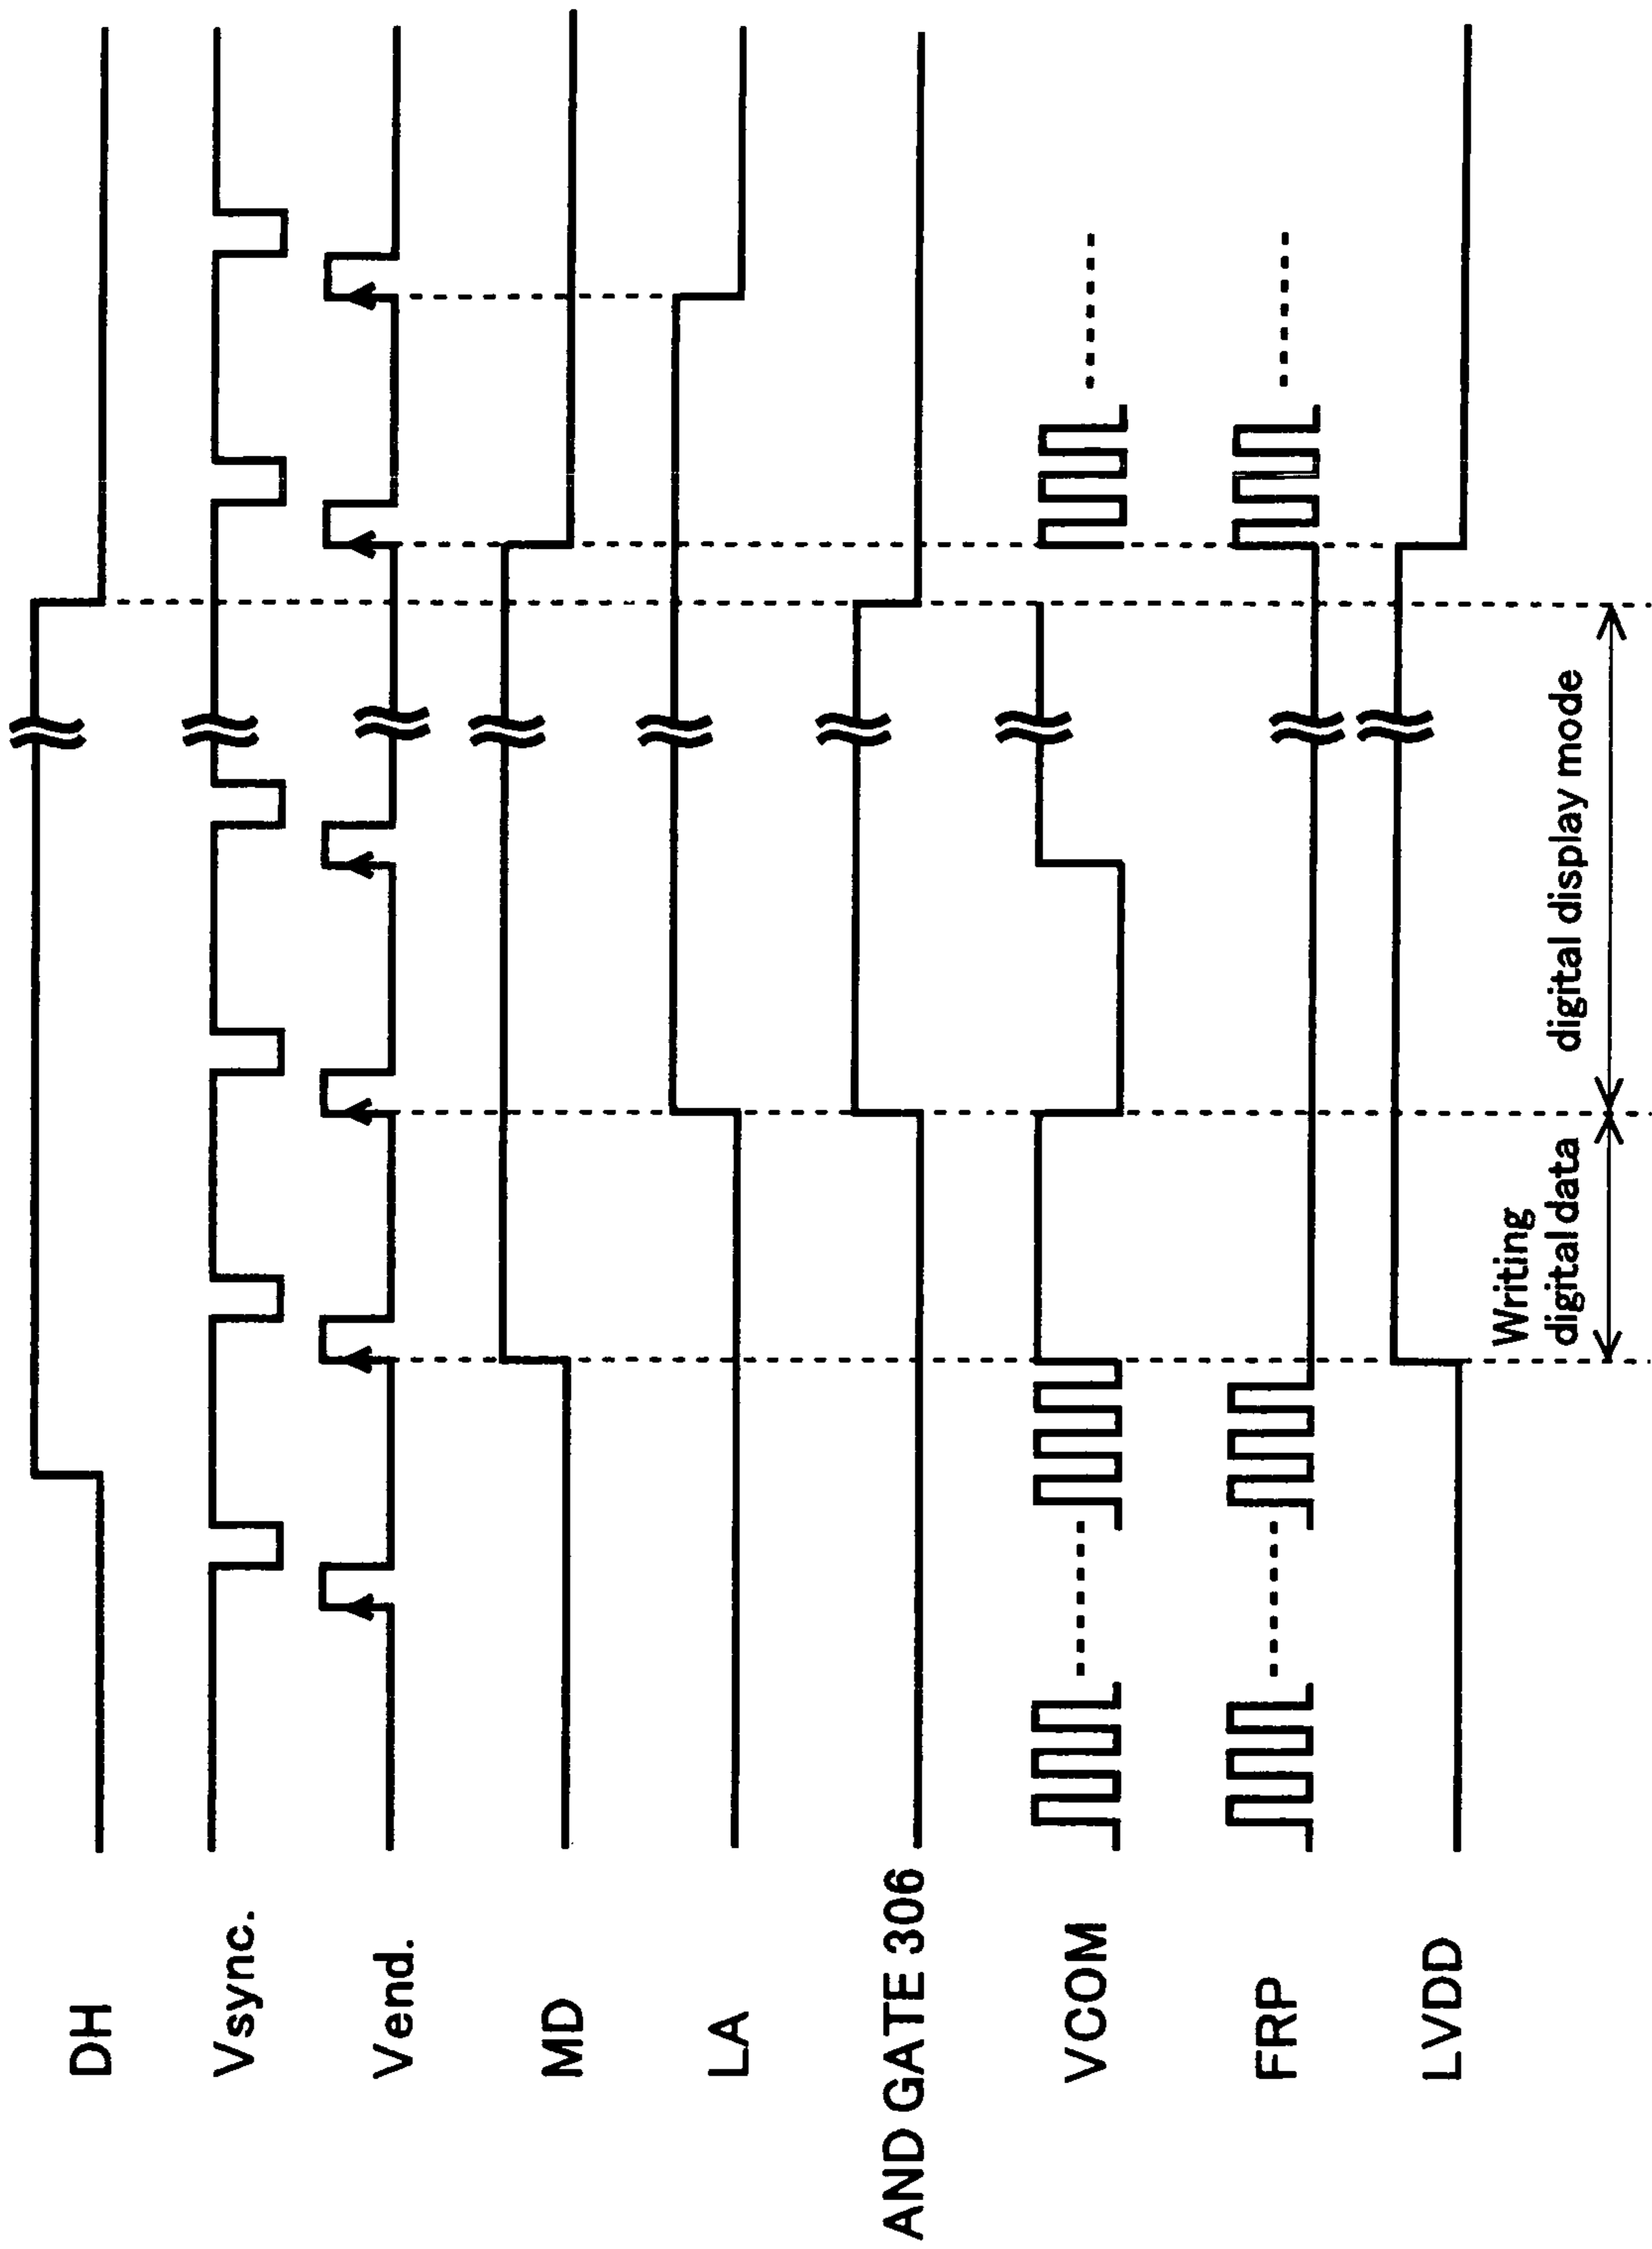 DH
Vsync.
Vend.
MD
LA
AND GATE 306
VCOM
FRP
LVDD
Writing
digital data
digital display mode